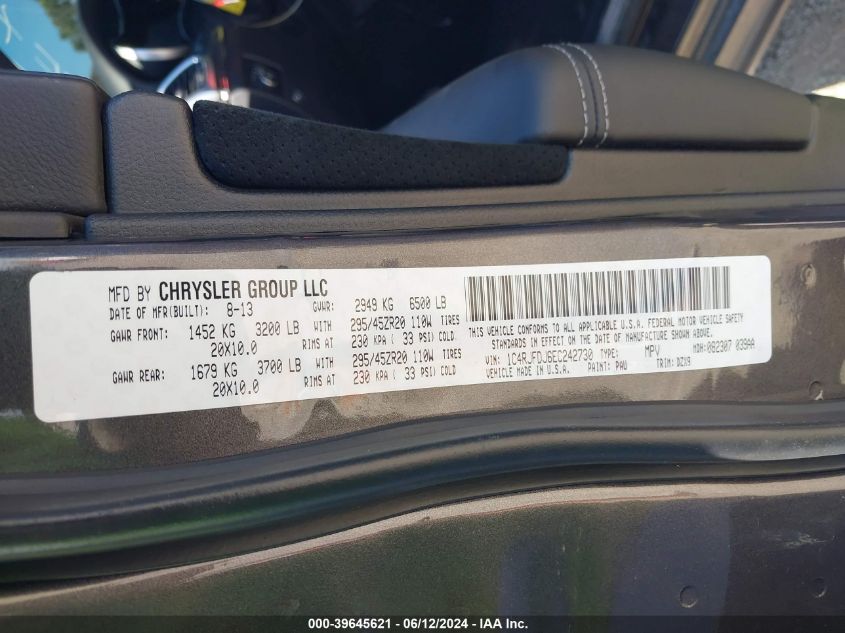 MFD BY CHRYSLER GROUP LLC
DATE OF MFR(BUILT): 8-13 GVWR: 2949 KG 6500 LB
GAWR FRONT: 1452 KG 3200 LB WITH 295/45ZR20 110W TIRES
20X10.0 RIMS AT 230 KPA ( 33 PSI) COLD
GAWR REAR: 1679 KG 3700 LB WITH 295/45ZR20 110W TIRES
20X10.0 RIMS AT 230 KPA ( 33 PSI) COLD
THIS VEHICLE CONFORMS TO ALL APPLICABLE U.S.A. FEDERAL MOTOR VEHICLE SAFETY
STANDARDS IN EFFECT ON THE DATE OF MANUFACTURE SHOWN ABOVE.
VIN: 1C4RJFDJ6EC242730 TYPE: MPV MDH: 082307 039AA
VEHICLE MADE IN U.S.A. PAINT: PAU TRIM: DZX9
000-39645621 - 06/12/2024 - IAA Inc.